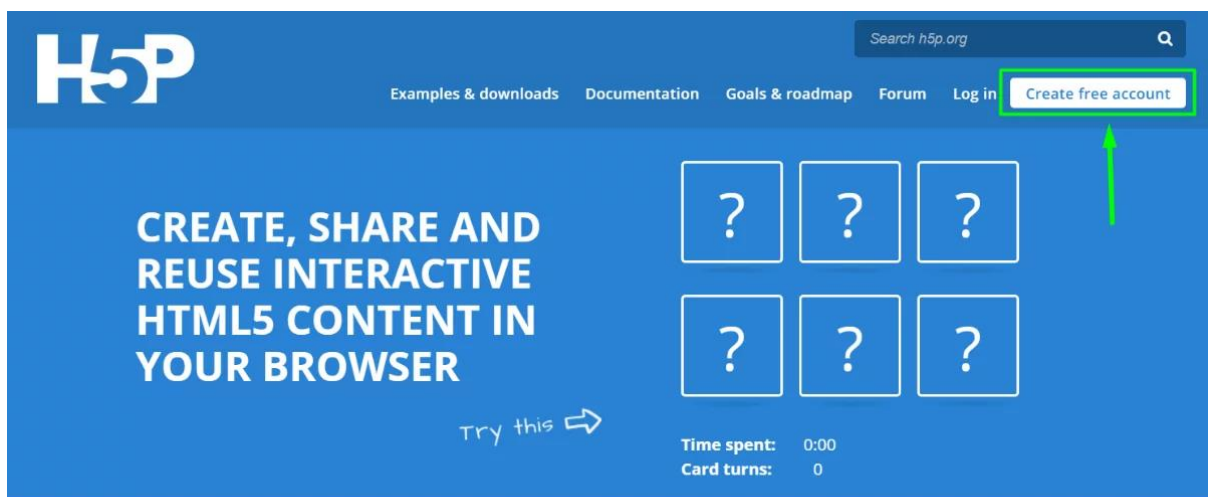 H5P
Search h5p.org
Examples & downloads Documentation Goals & roadmap Forum Log in Create free account
CREATE, SHARE AND
REUSE INTERACTIVE
HTML5 CONTENT IN
YOUR BROWSER
Try this
? ? ?
? ? ?
Time spent: 0:00
Card turns: 0